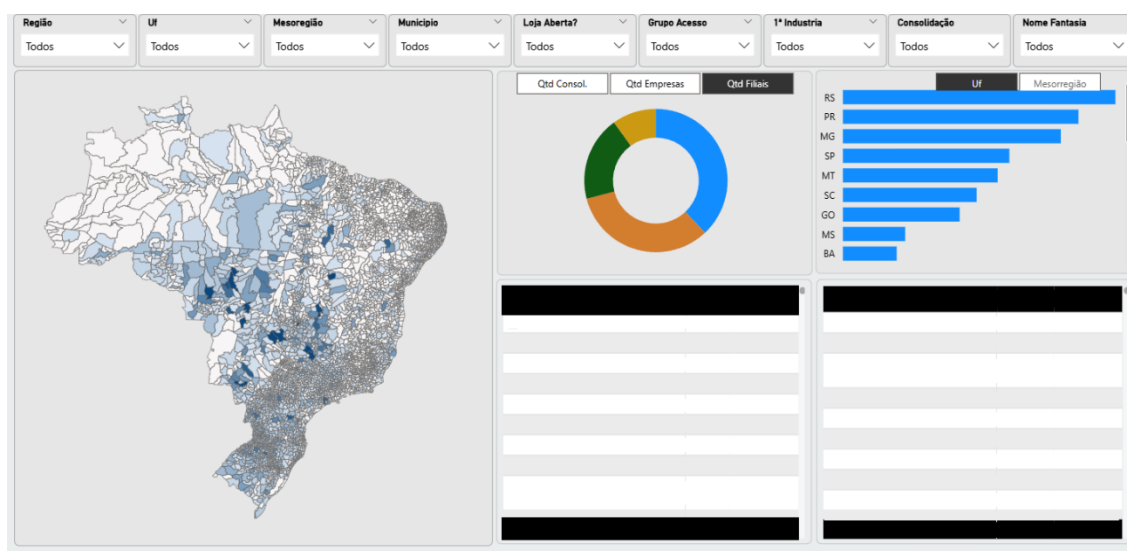 Região Uf Mesoregião Municipio Loja Aberta? Grupo Acesso 1ª Industria Consolidação Nome Fantasia
Todos Todos Todos Todos Todos Todos Todos Todos Todos
Qtd Consol. Qtd Empresas Qtd Filiais
Uf Mesorregião
RS
PR
MG
SP
MT
SC
GO
MS
BA